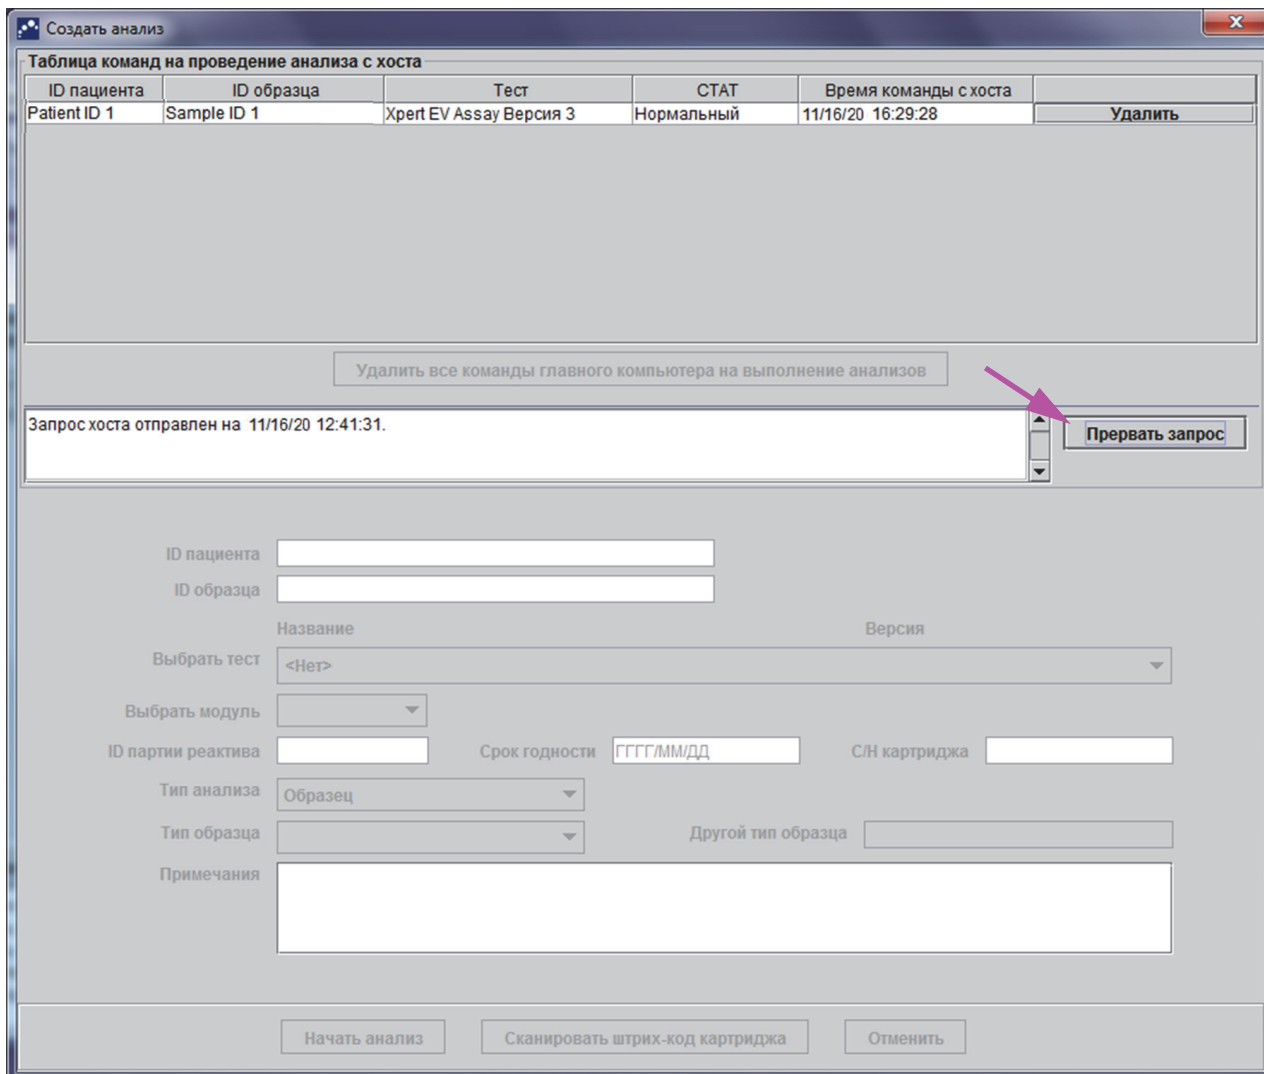 Создать анализ
Таблица команд на проведение анализа с хоста
ID пациента ID образца Тест СТАТ Время команды с хоста
Patient ID 1 Sample ID 1 Xpert EV Assay Версия 3 Нормальный 11/16/20 16:29:28 Удалить
Удалить все команды главного компьютера на выполнение анализов
Запрос хоста отправлен на 11/16/20 12:41:31.
Прервать запрос
ID пациента
ID образца
Название Версия
Выбрать тест <Нет>
Выбрать модуль
ID партии реактива Срок годности ГГГГ/ММ/ДД С/Н картриджа
Тип анализа Образец
Тип образца Другой тип образца
Примечания
Начать анализ Сканировать штрих-код картриджа Отменить